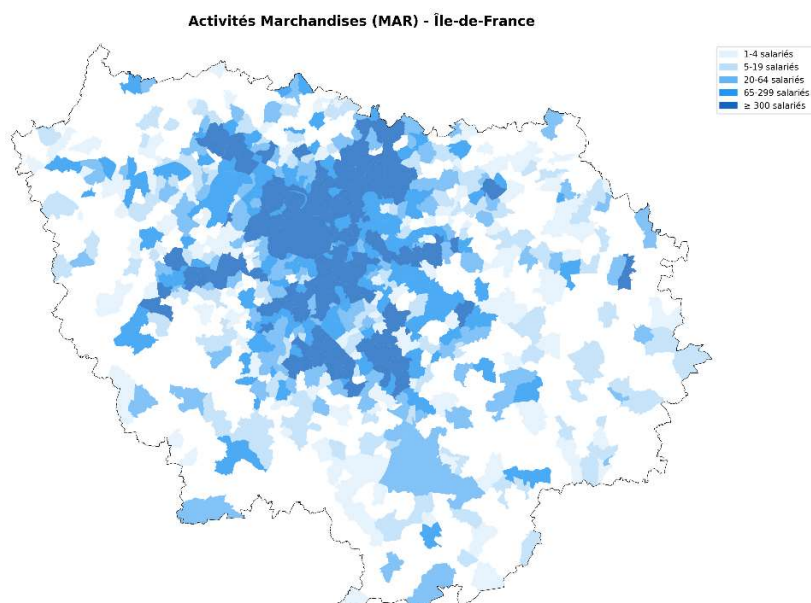 Activités Marchandises (MAR) - Île-de-France
1-4 salariés
5-19 salariés
20-64 salariés
65-299 salariés
≥ 300 salariés